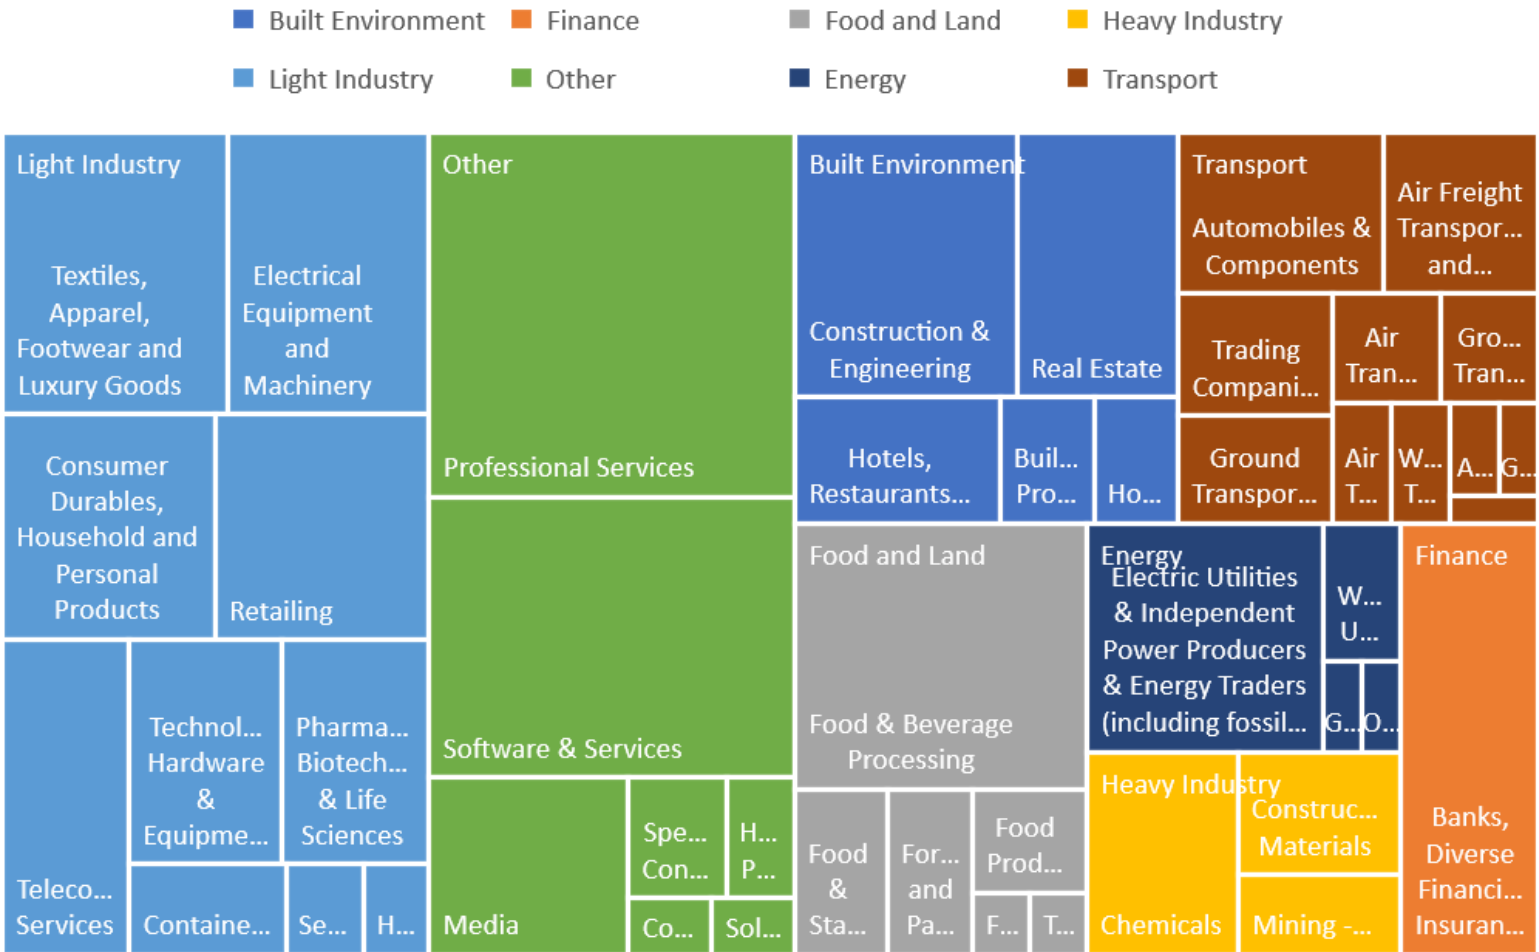 Built Environment
Finance
Food and Land
Heavy Industry
Light Industry
Other
Energy
Transport
Light Industry
Textiles,
Apparel,
Footwear and
Luxury Goods
Electrical
Equipment
and
Machinery
Consumer
Durables,
Household and
Personal
Products
Retailing
Teleco...
Services
Technol...
Hardware
&
Equipme...
Pharma...
Biotech...
& Life
Sciences
Containe...
Se...
H...
Other
Professional Services
Software & Services
Media
Spe...
Con...
H...
P...
Co...
Sol...
Built Environment
Construction &
Engineering
Real Estate
Hotels,
Restaurants...
Buil...
Pro...
Ho...
Transport
Automobiles &
Components
Air Freight
Transpor...
and...
Trading
Compani...
Air
Tran...
Gro...
Tran...
Ground
Transpor...
Air
T...
W...
T...
A...
G...
Food and Land
Food & Beverage
Processing
Food
&
Sta...
For...
and
Pa...
Food
Prod...
F...
T...
Energy
Electric Utilities
& Independent
Power Producers
& Energy Traders
(including fossil...
W...
U...
G...
O...
Heavy Industry
Chemicals
Construc...
Materials
Mining -...
Finance
Banks,
Diverse
Financi...
Insuran...